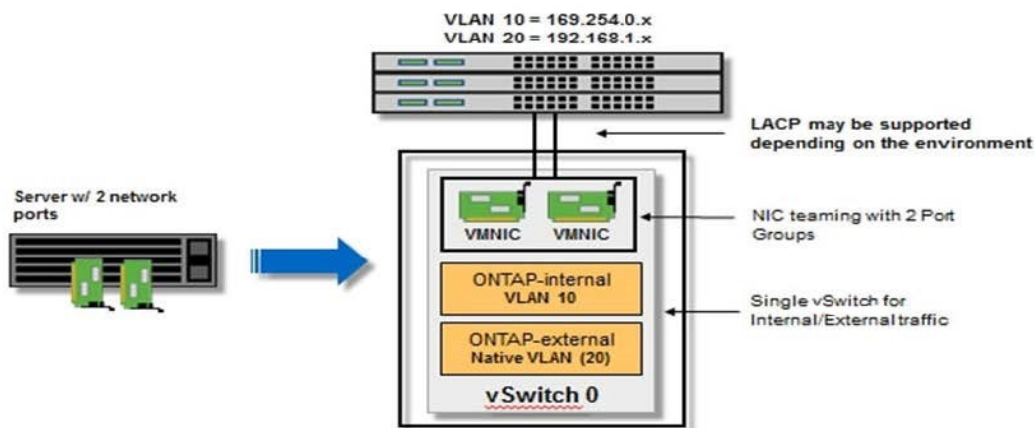 VLAN 10 = 169.254.0.x
VLAN 20 = 192.168.1.x
LACP may be supported
depending on the environment
Server w/ 2 network
ports
VMNIC
VMNIC
NIC teaming with 2 Port
Groups
ONTAP-internal
VLAN 10
Single vSwitch for
Internal/External traffic
ONTAP-external
Native VLAN (20)
vSwitch 0